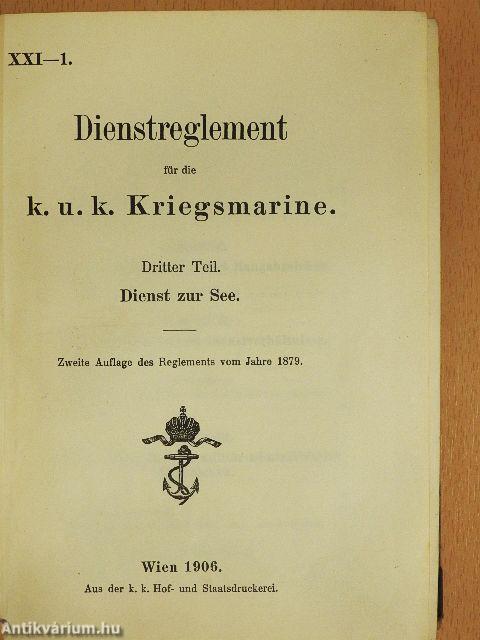 XXI—1.
Dienstreglement
für die
k. u. k. Kriegsmarine.
Dritter Teil.
Dienst zur See.
Zweite Auflage des Reglements vom Jahre 1879.
Wien 1906.
Aus der k. k. Hof- und Staatsdruckerei.
Antikvárium.hu